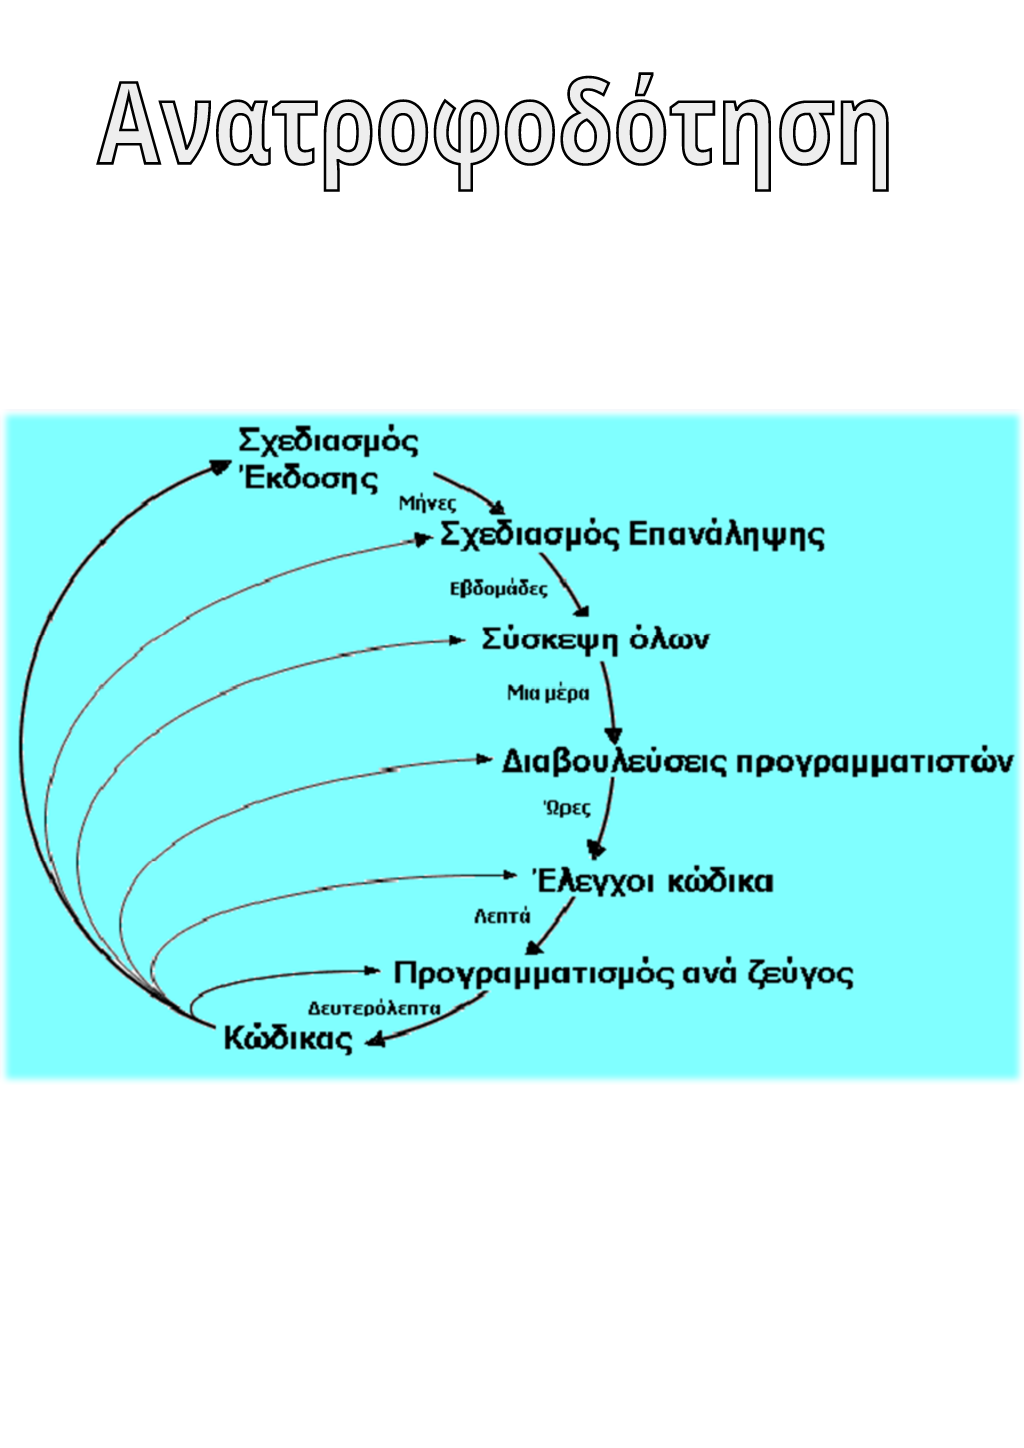 Ανατροφοδότηση
Σχεδιασμός
Έκδοσης
Μήνες
Σχεδιασμός Επανάληψης
Εβδομάδες
Σύσκεψη όλων
Μια μέρα
Διαβουλεύσεις προγραμματιστών
Ώρες
Έλεγχοι κώδικα
Λεπτά
Προγραμματισμός ανά ζεύγος
Δευτερόλεπτα
Κώδικας